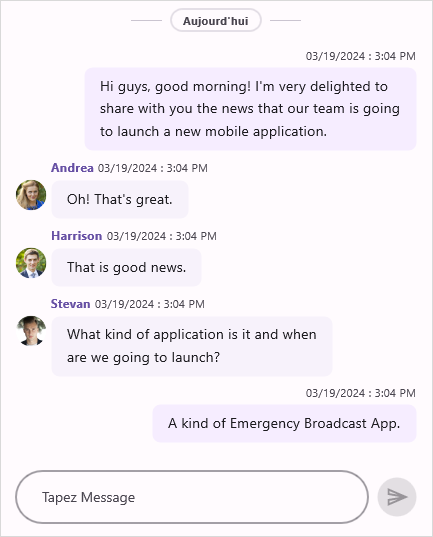 Aujourd'hui
03/19/2024 : 3:04 PM
Hi guys, good morning! I'm very delighted to
share with you the news that our team is going
to launch a new mobile application.
Andrea 03/19/2024 : 3:04 PM
Oh! That's great.
Harrison 03/19/2024 : 3:04 PM
That is good news.
Stevan 03/19/2024 : 3:04 PM
What kind of application is it and when
are we going to launch?
03/19/2024 : 3:04 PM
A kind of Emergency Broadcast App.
Tapez Message